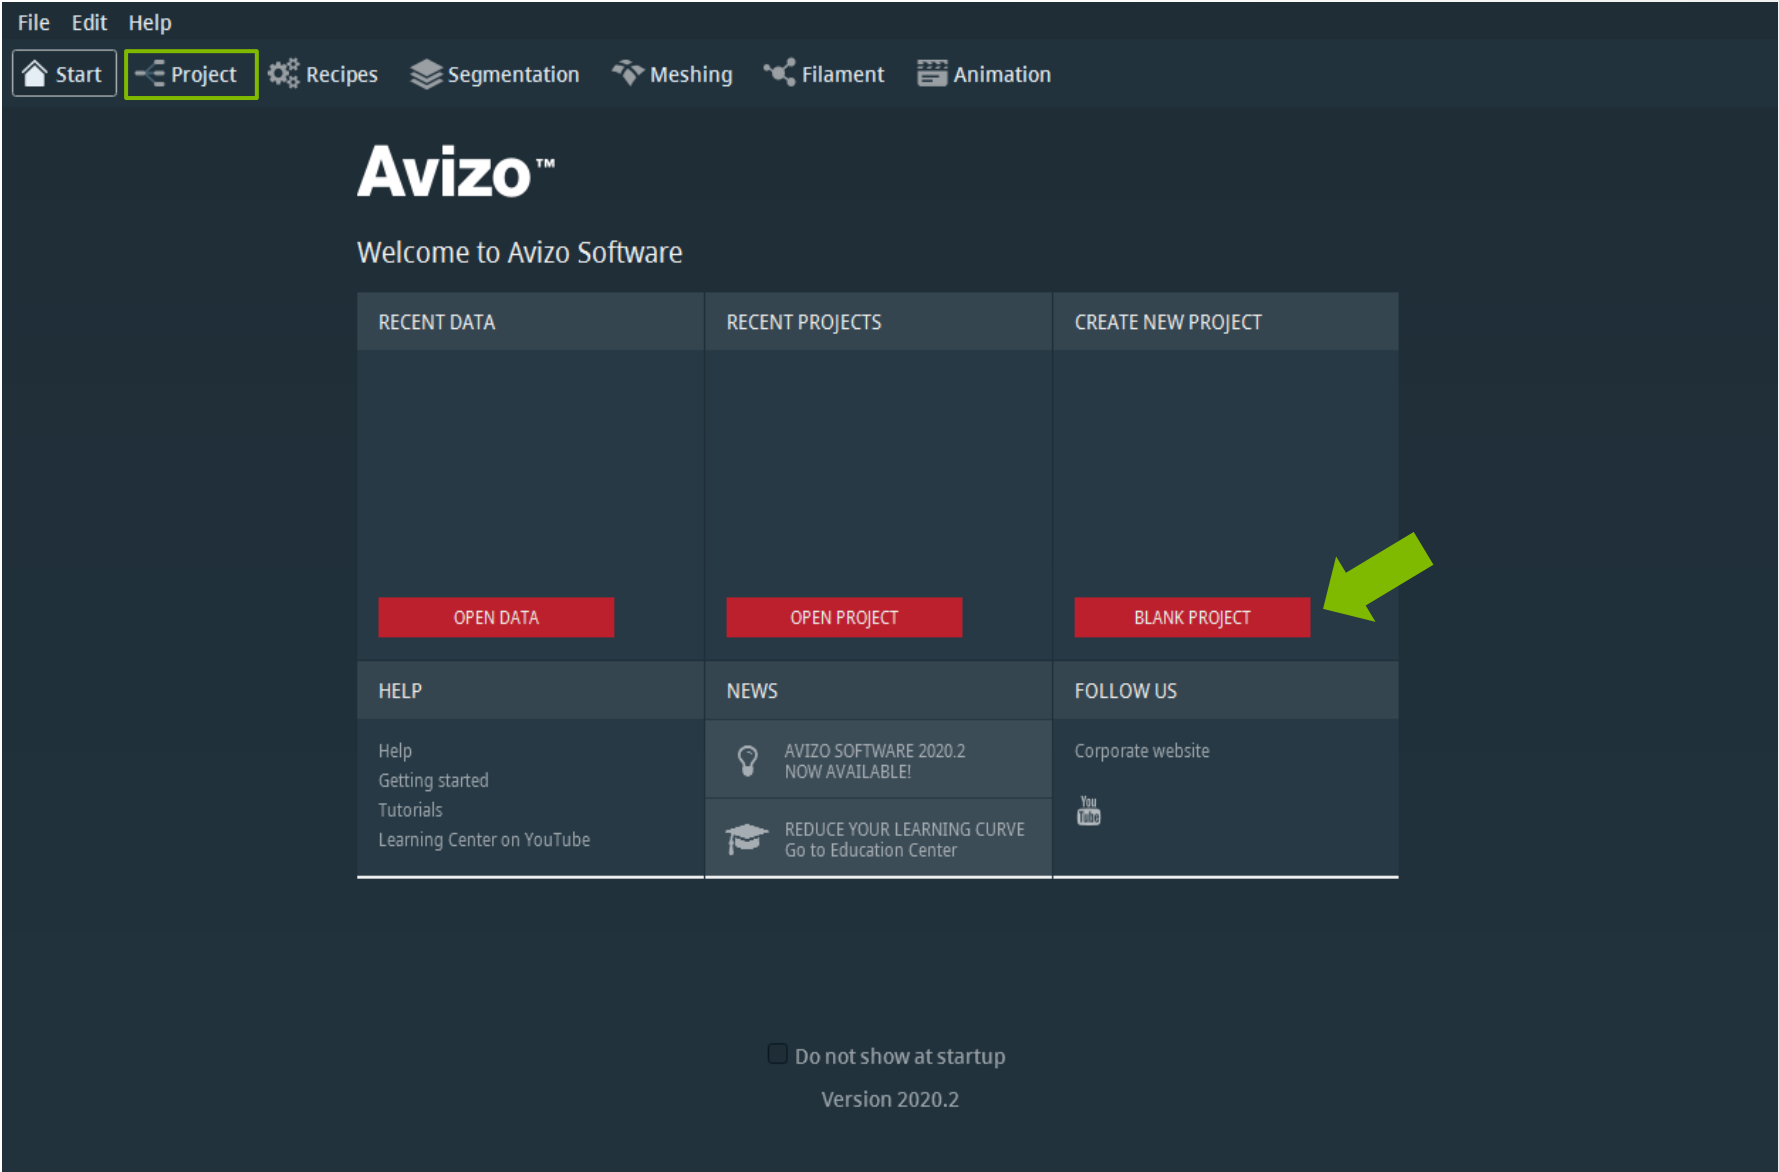 File Edit Help
Start Project Recipes Segmentation Meshing Filament Animation
Avizo™
Welcome to Avizo Software
RECENT DATA
OPEN DATA
RECENT PROJECTS
OPEN PROJECT
CREATE NEW PROJECT
BLANK PROJECT
HELP
Help
Getting started
Tutorials
Learning Center on YouTube
NEWS
AVIZO SOFTWARE 2020.2
NOW AVAILABLE!
REDUCE YOUR LEARNING CURVE
Go to Education Center
FOLLOW US
Corporate website
You
Tube
Do not show at startup
Version 2020.2